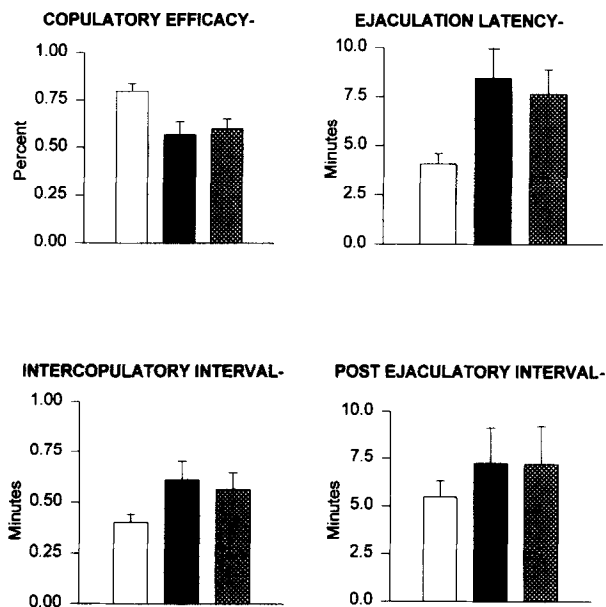 COPULATORY EFFICACY-
1.00
0.75
0.50
0.25
0.00
Percent
EJACULATION LATENCY-
10.0
7.5
5.0
2.5
0.0
Minutes
INTERCOPULATORY INTERVAL-
1.00
0.75
0.50
0.25
0.00
Minutes
POST EJACULATORY INTERVAL-
10.0
7.5
5.0
2.5
0.0
Minutes